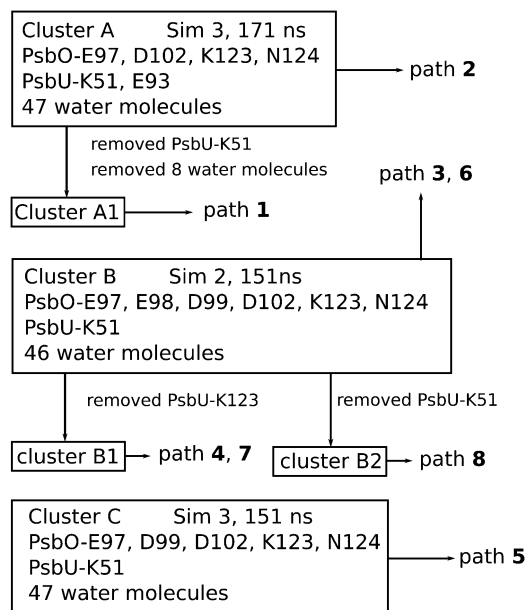 Cluster A Sim 3, 171 ns
PsbO-E97, D102, K123, N124
PsbU-K51, E93
47 water molecules
path 2
removed PsbU-K51
removed 8 water molecules
Cluster A1
path 1
path 3, 6
Cluster B Sim 2, 151ns
PsbO-E97, E98, D99, D102, K123, N124
PsbU-K51
46 water molecules
removed PsbU-K123
removed PsbU-K51
cluster B1
path 4, 7
cluster B2
path 8
Cluster C Sim 3, 151 ns
PsbO-E97, D99, D102, K123, N124
PsbU-K51
47 water molecules
path 5